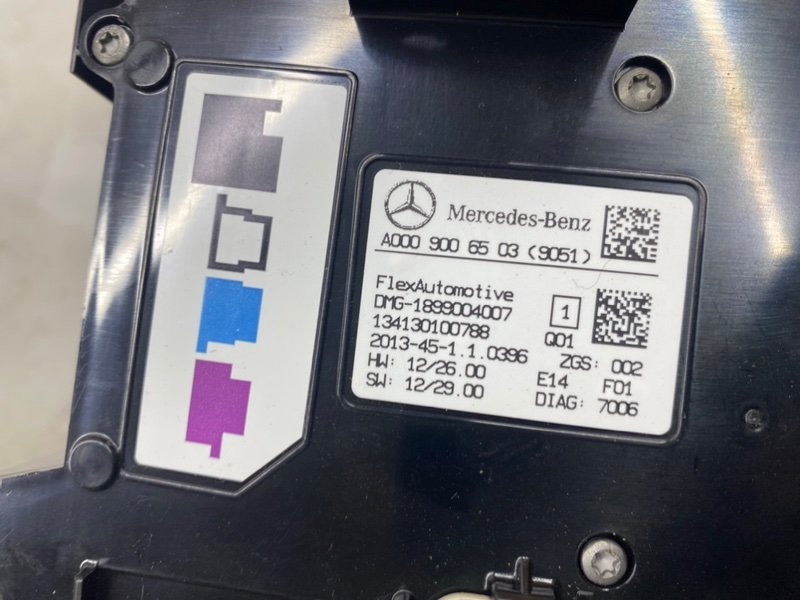 Mercedes-Benz
A000 900 65 03 (9051)
FlexAutomotive
DMG-1899004007
134130100788
2013-45-1.1.0396
HW: 12/26.00
SW: 12/29.00
1
Q01
ZGS: 002
E14 F01
DIAG: 7006